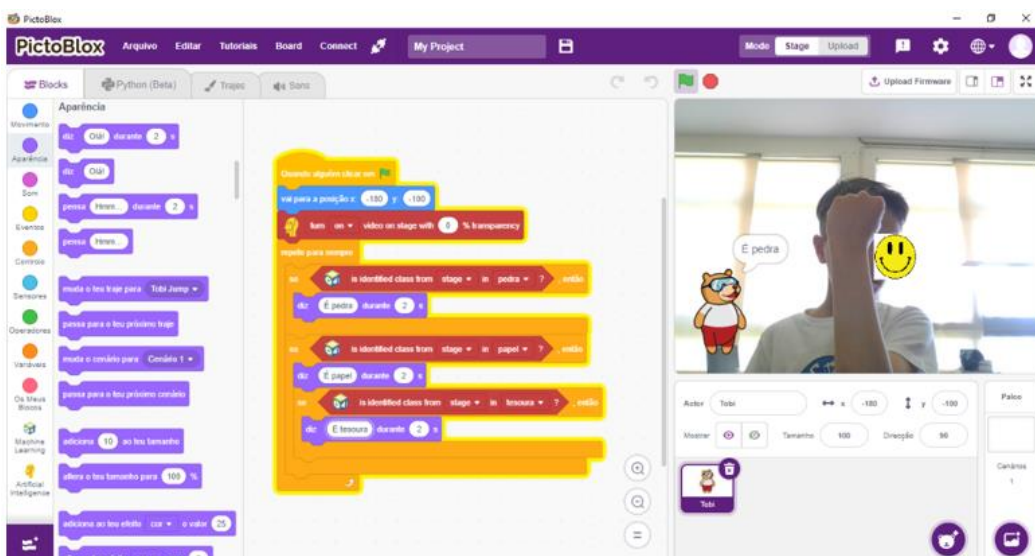 PictoBlox
PictoBlox Arquivo Editar Tutoriais Board Connect My Project Mode Stage Upload
Blocks Python (Beta) Trajes Sons Upload Firmware
Movimento
Aparência
Som
Eventos
Controlo
Sensores
Operadores
Variáveis
Os Meus Blocos
Machine Learning
Artificial Intelligence
Aparência
diz Olá! durante 2 s
diz Olá!
pensa Hmm... durante 2 s
pensa Hmm...
muda o teu traje para Tobi Jump
passa para o teu próximo traje
muda o cenário para Cenário 1
passa para o teu próximo cenário
adiciona 10 ao teu tamanho
altera o teu tamanho para 100 %
adiciona ao teu efeito cor o valor 25
Quando alguém clicar em
vai para a posição x: -180 y: -100
turn on video on stage with 0 % transparency
repete para sempre
se is identified class from stage in pedra ? , então
diz É pedra durante 2 s
se is identified class from stage in papel ? , então
diz É papel durante 2 s
se is identified class from stage in tesoura ? , então
diz É tesoura durante 2 s
É pedra
Actor Tobi x -180 y -100
Mostrar Tamanho 100 Direcção 90
Tobi
Palco
Cenários
1